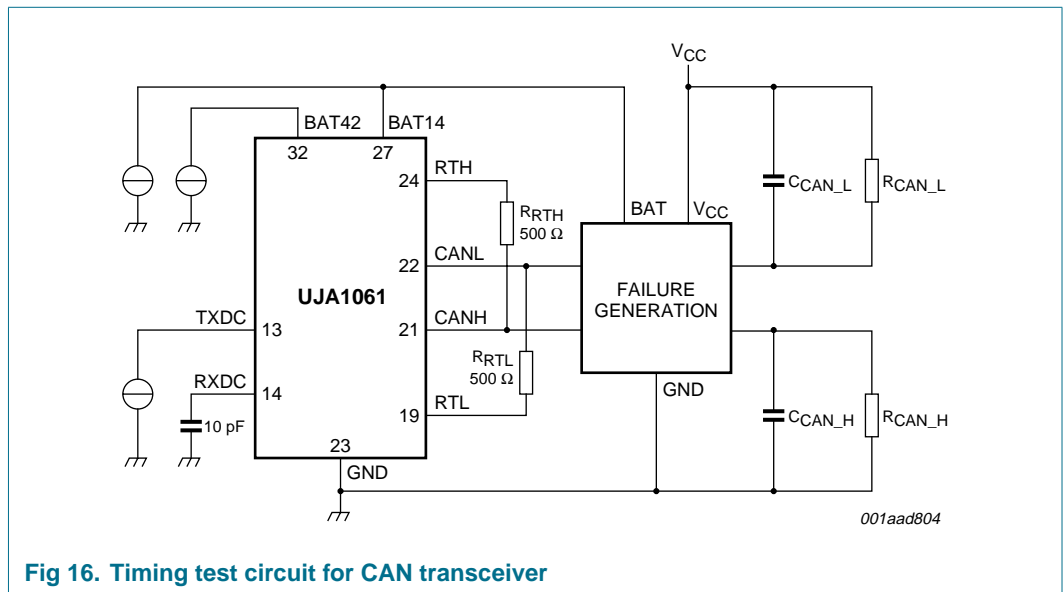 VCC
BAT42
BAT14
32
27
24
RTH
RRTH
500 Ω
BAT
VCC
CCAN_L
RCAN_L
22
CANL
UJA1061
FAILURE
GENERATION
TXDC
13
21
CANH
RRTL
500 Ω
RXDC
14
10 pF
19
RTL
GND
CCAN_H
RCAN_H
23
GND
001aad804
Fig 16. Timing test circuit for CAN transceiver